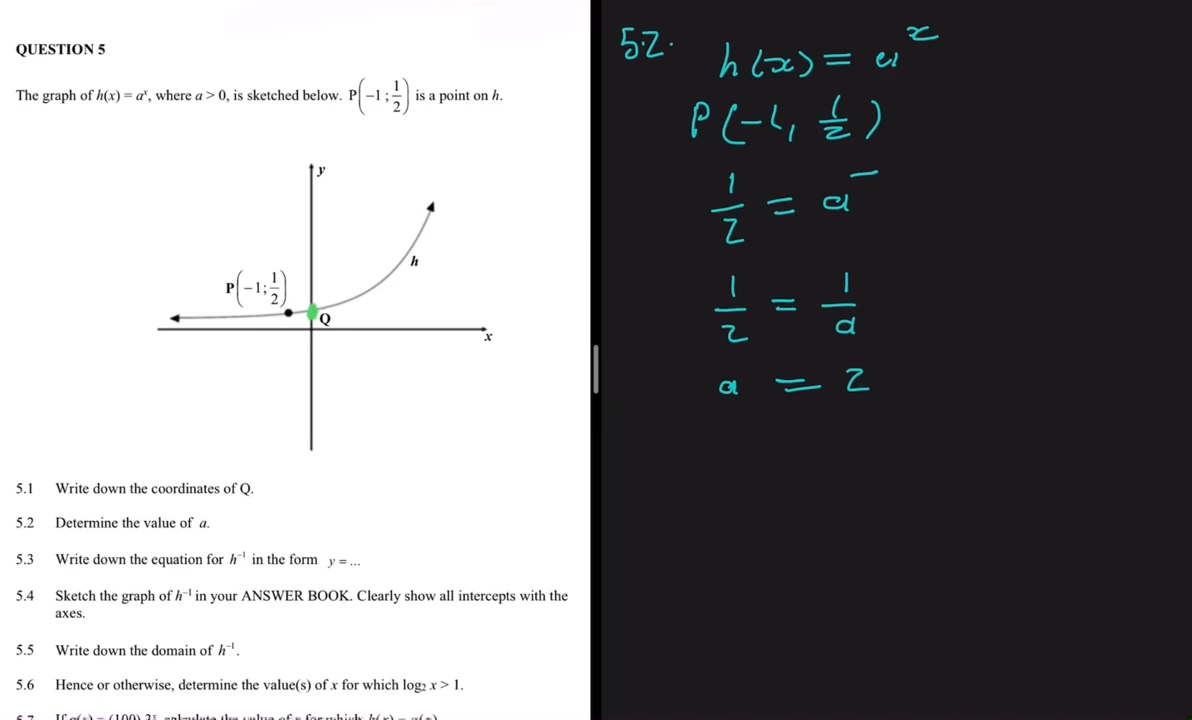 QUESTION 5
The graph of h(x) = aˣ, where a > 0, is sketched below. P(−1 ; 1/2) is a point on h.
y
P(−1; 1/2)
h
Q
x
5.1 Write down the coordinates of Q.
5.2 Determine the value of a.
5.3 Write down the equation for h⁻¹ in the form y = ...
5.4 Sketch the graph of h⁻¹ in your ANSWER BOOK. Clearly show all intercepts with the
axes.
5.5 Write down the domain of h⁻¹.
5.6 Hence or otherwise, determine the value(s) of x for which log₂ x > 1.
5.2. h(x) = aˣ
P(-1, 1/2)
1/2 = a⁻
1/2 = 1/a
a = 2